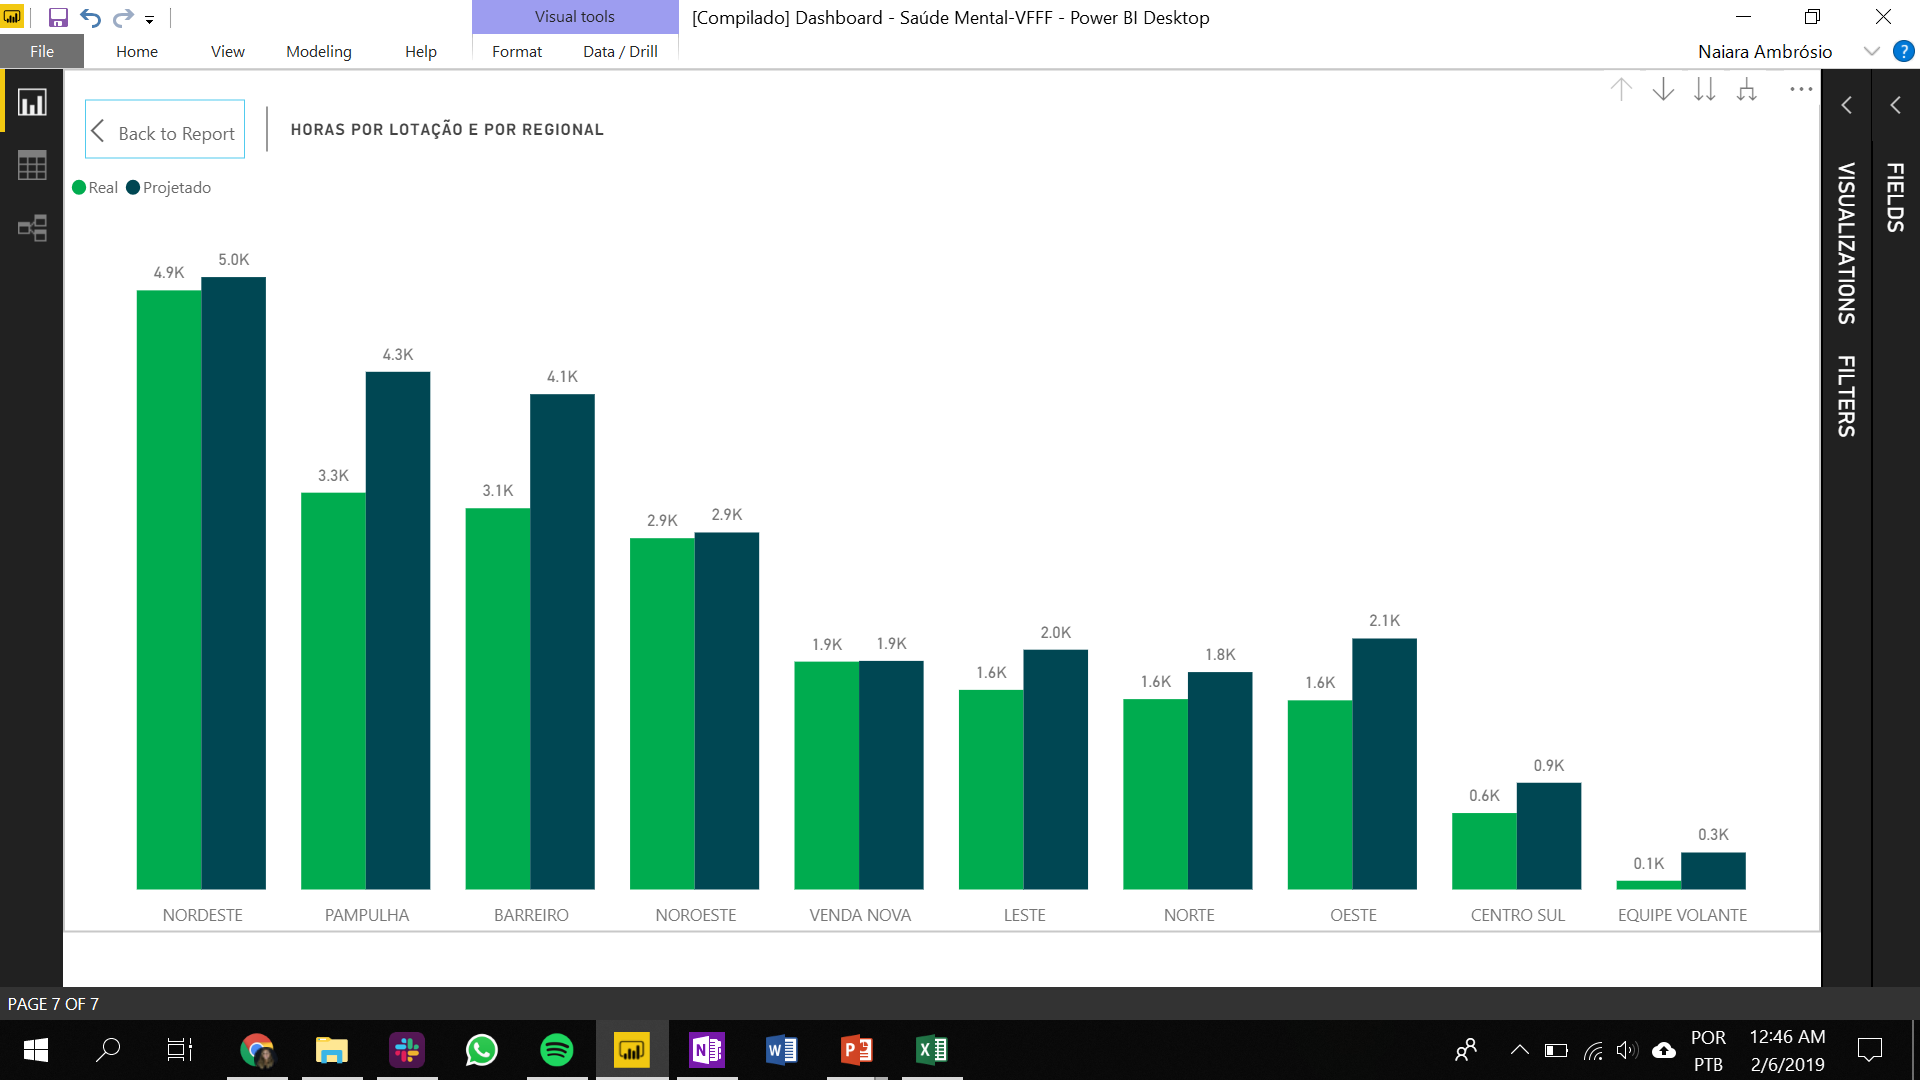 Visual tools
[Compilado] Dashboard - Saúde Mental-VFFF - Power BI Desktop
File Home View Modeling Help Format Data / Drill Naiara Ambrósio ?
Back to Report
HORAS POR LOTAÇÃO E POR REGIONAL
Real Projetado
4.9K 5.0K
3.3K 4.3K
3.1K 4.1K
2.9K 2.9K
1.9K 1.9K
1.6K 2.0K
1.6K 1.8K
1.6K 2.1K
0.6K 0.9K
0.1K 0.3K
NORDESTE PAMPULHA BARREIRO NOROESTE VENDA NOVA LESTE NORTE OESTE CENTRO SUL EQUIPE VOLANTE
VISUALIZATIONS
FILTERS
FIELDS
PAGE 7 OF 7
N W P X
POR
PTB
12:46 AM
2/6/2019